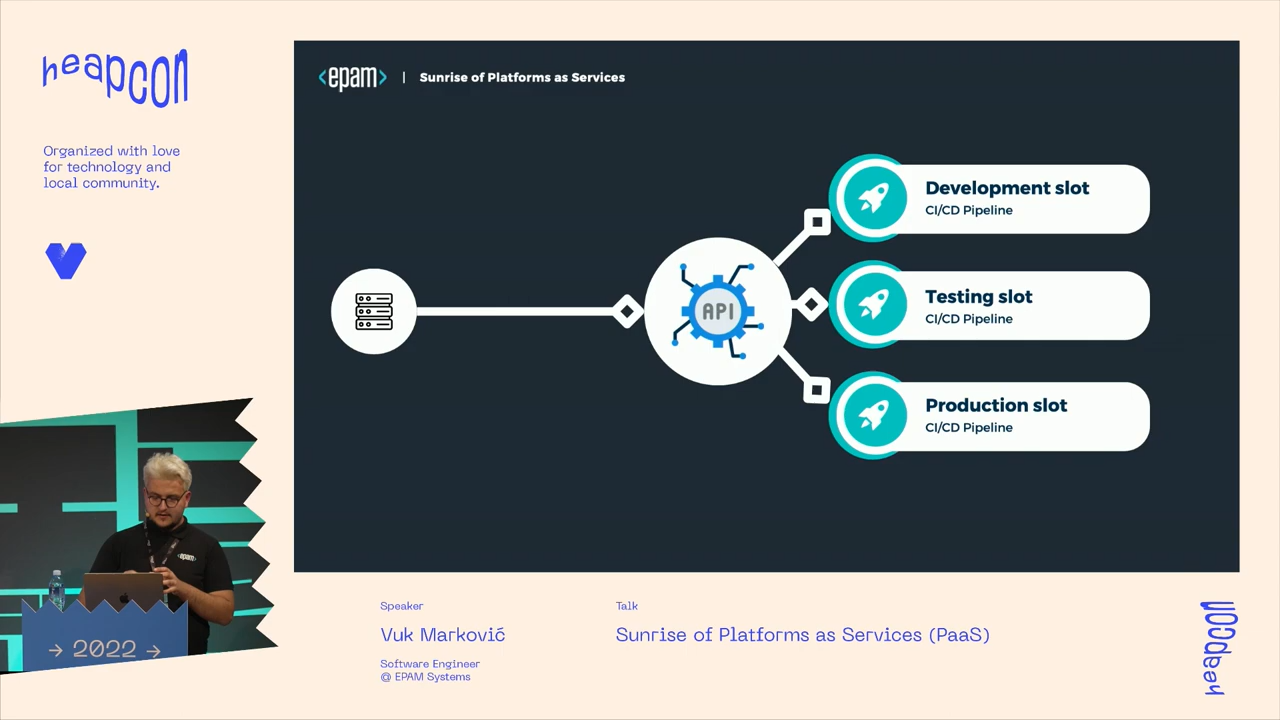 heapcon
Organized with love
for technology and
local community.
<epam> | Sunrise of Platforms as Services
API
Development slot
CI/CD Pipeline
Testing slot
CI/CD Pipeline
Production slot
CI/CD Pipeline
<epam>
→ 2022 →
Speaker
Vuk Marković
Software Engineer
@ EPAM Systems
Talk
Sunrise of Platforms as Services (PaaS)
heapcon